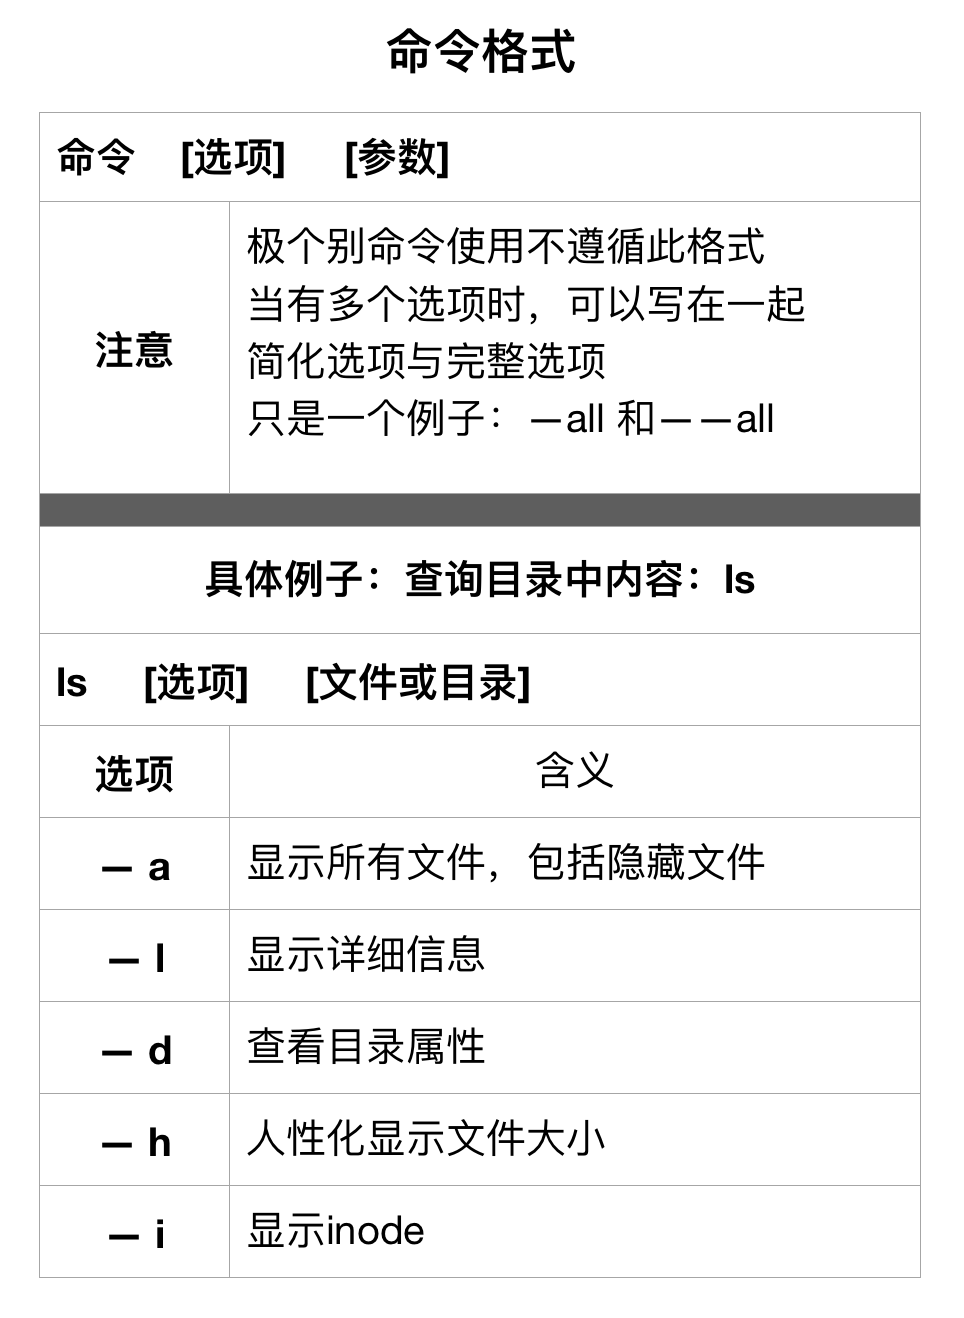 命令格式
命令 [选项] [参数]
注意
极个别命令使用不遵循此格式
当有多个选项时，可以写在一起
简化选项与完整选项
只是一个例子：—all 和——all
具体例子：查询目录中内容：ls
ls [选项] [文件或目录]
选项 含义
— a 显示所有文件，包括隐藏文件
— l 显示详细信息
— d 查看目录属性
— h 人性化显示文件大小
— i 显示inode